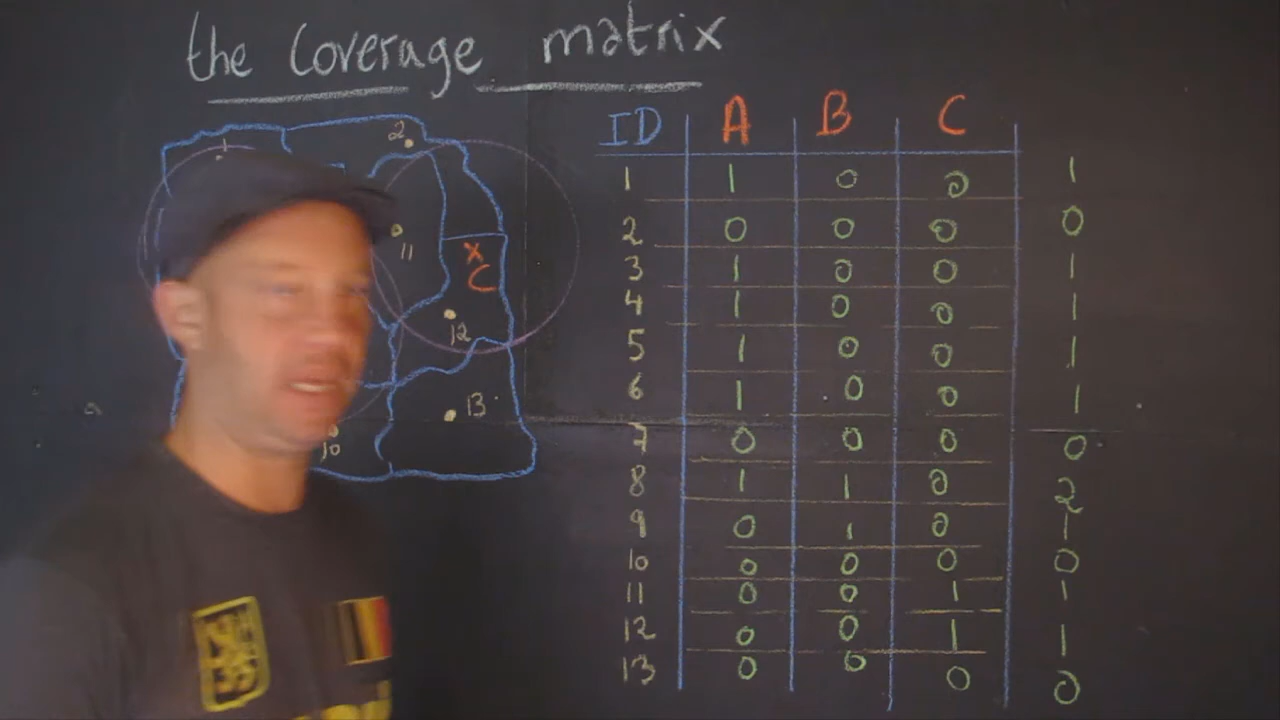 the Coverage matrix
ID A B C
1 1 0 0 1
2 0 0 0 0
3 1 0 0 1
4 1 0 0 1
5 1 0 0 1
6 1 0 0 1
7 0 0 0 0
8 1 1 0 2
9 0 1 0 1
10 0 0 0 0
11 0 0 1 1
12 0 0 1 1
13 0 0 0 0
1
2
11
x
C
12
13
10